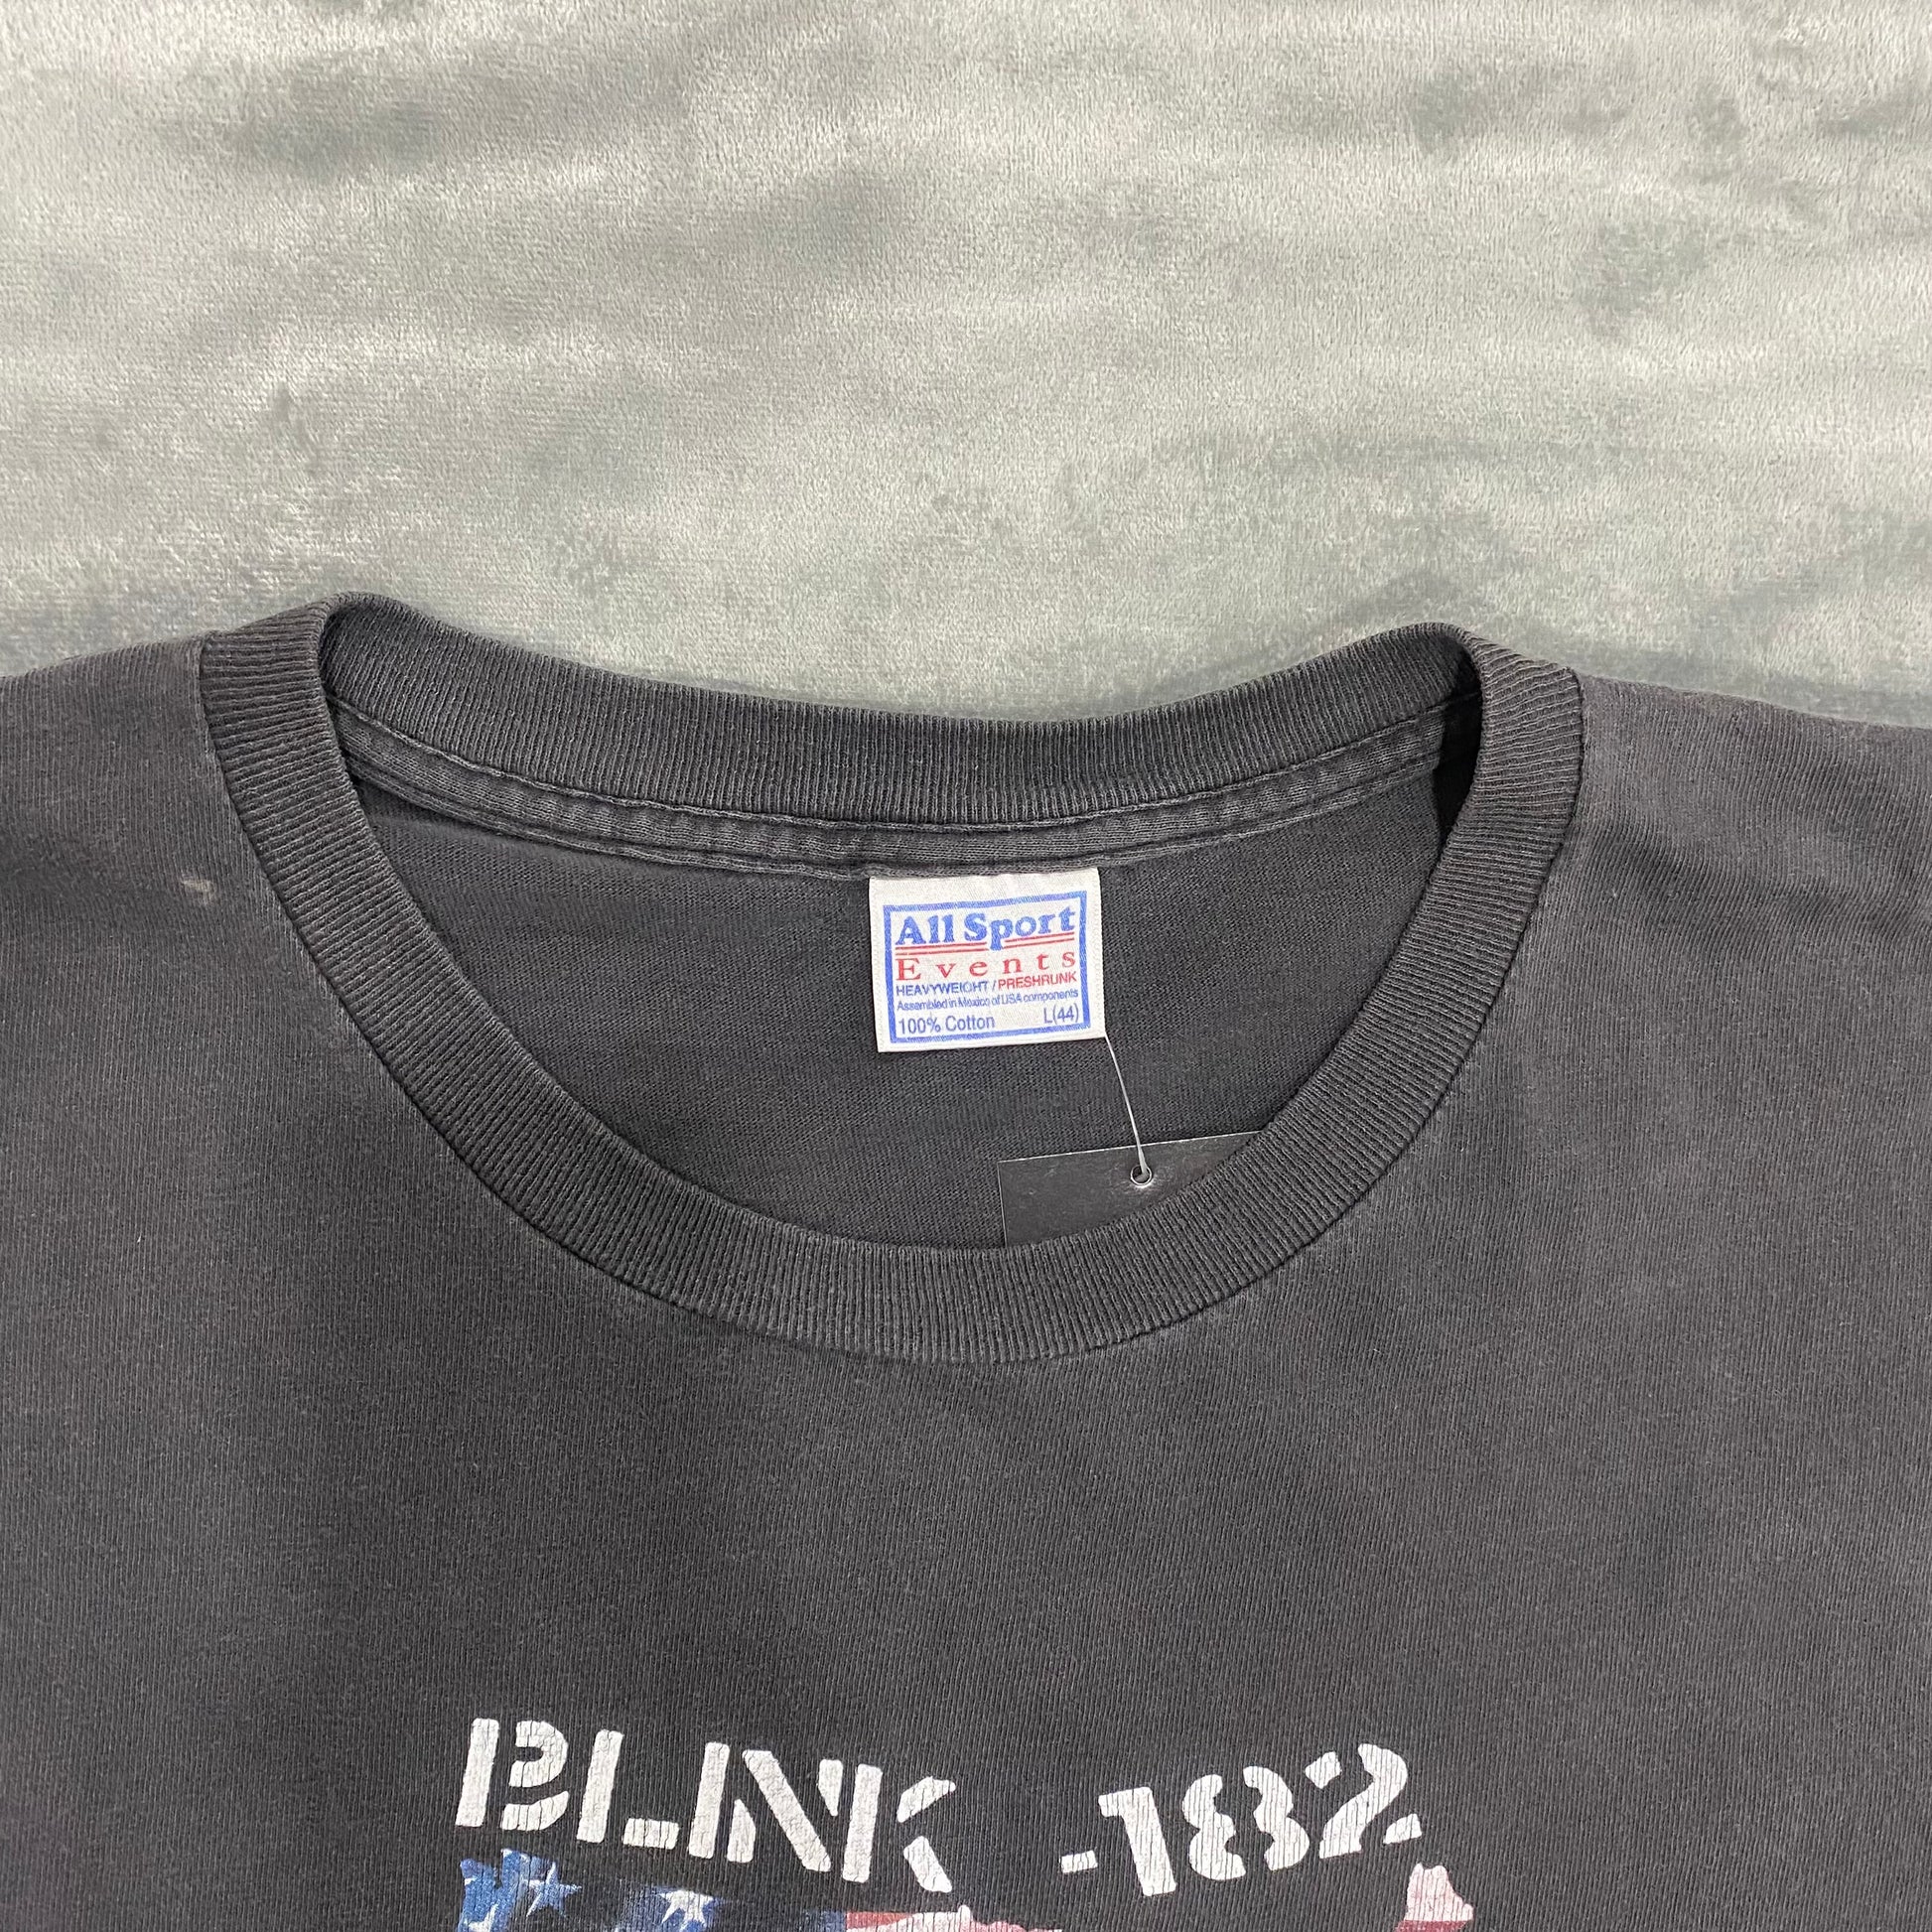 All Sport
Events
HEAVYWEIGHT / PRESHRUNK
Assembled in Mexico of USA components
100% Cotton L(44)
BLINK -182